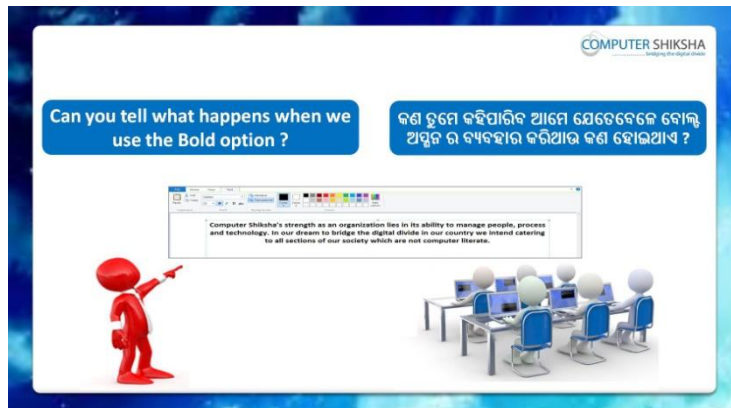 COMPUTER SHIKSHA
bridging the digital divide
Can you tell what happens when we
use the Bold option ?
କଣ ତୁମେ କହିପାରିବ ଆମେ ଯେତେବେଳେ ବୋଲ୍ଡ
ଅପ୍ସନ ର ବ୍ୟବହାର କରିଥାଉ କଣ ହୋଇଥାଏ ?
Computer Shiksha's strength as an organization lies in its ability to manage people, process
and technology. In our dream to bridge the digital divide in our country we intend catering
to all sections of our society which are not computer literate.